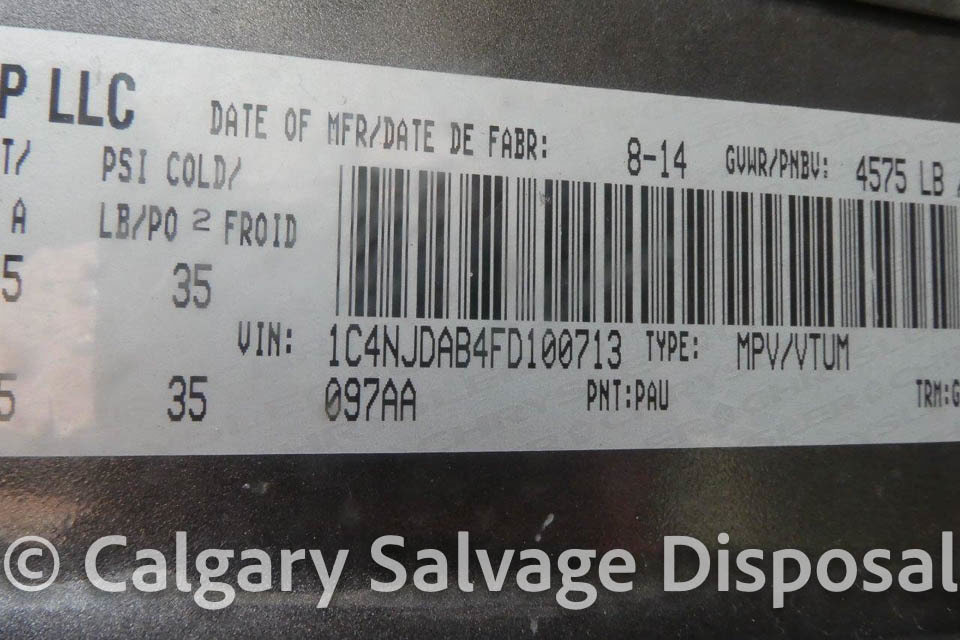 P LLC
DATE OF MFR/DATE DE FABR: 8-14 GVWR/PNBV: 4575 LB
T/ PSI COLD/
A LB/PO 2 FROID
5 35
VIN: 1C4NJDAB4FD100713 TYPE: MPV/VTUM
5 35 097AA PNT:PAU TRM:G
© Calgary Salvage Disposal